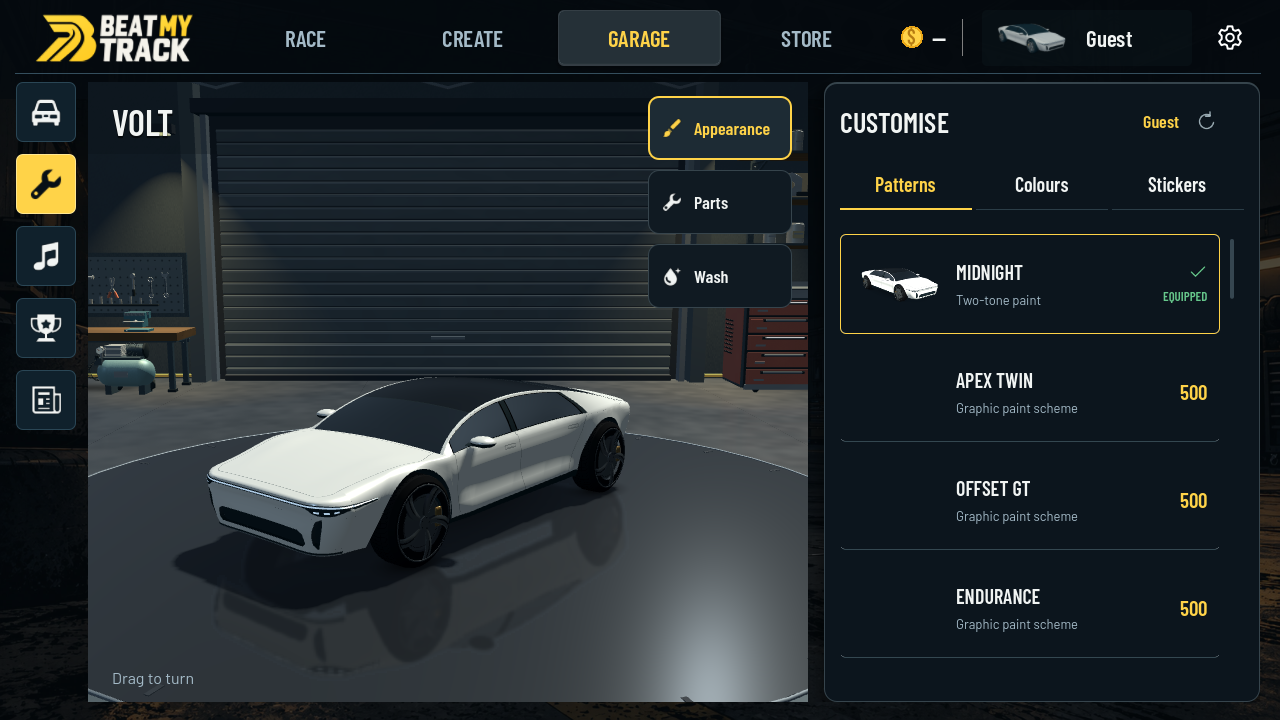 BEAT MY
TRACK
RACE
CREATE
GARAGE
STORE
–
Guest
VOLT
Appearance
Parts
Wash
Drag to turn
CUSTOMISE
Guest
Patterns
Colours
Stickers
MIDNIGHT
Two-tone paint
EQUIPPED
APEX TWIN
Graphic paint scheme
500
OFFSET GT
Graphic paint scheme
500
ENDURANCE
Graphic paint scheme
500